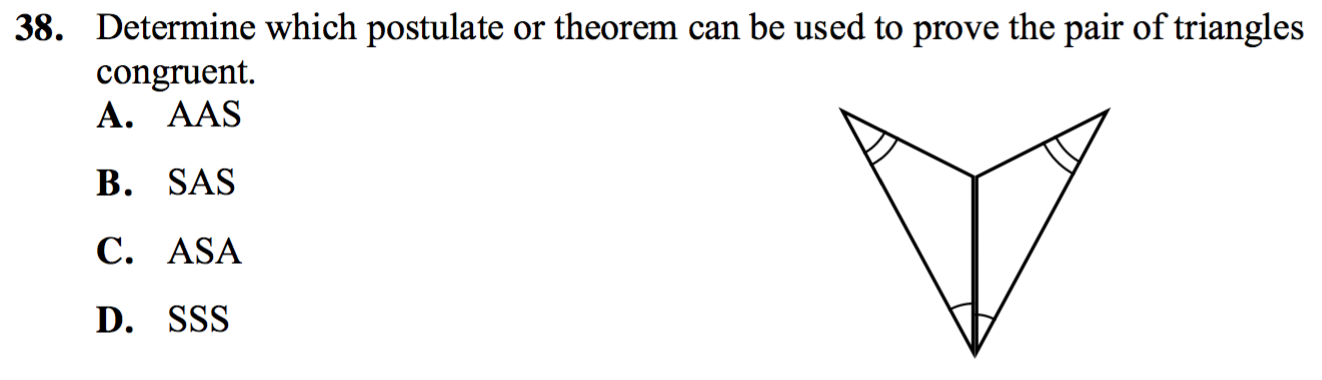 38. Determine which postulate or theorem can be used to prove the pair of triangles
congruent.
A. AAS
B. SAS
C. ASA
D. SSS